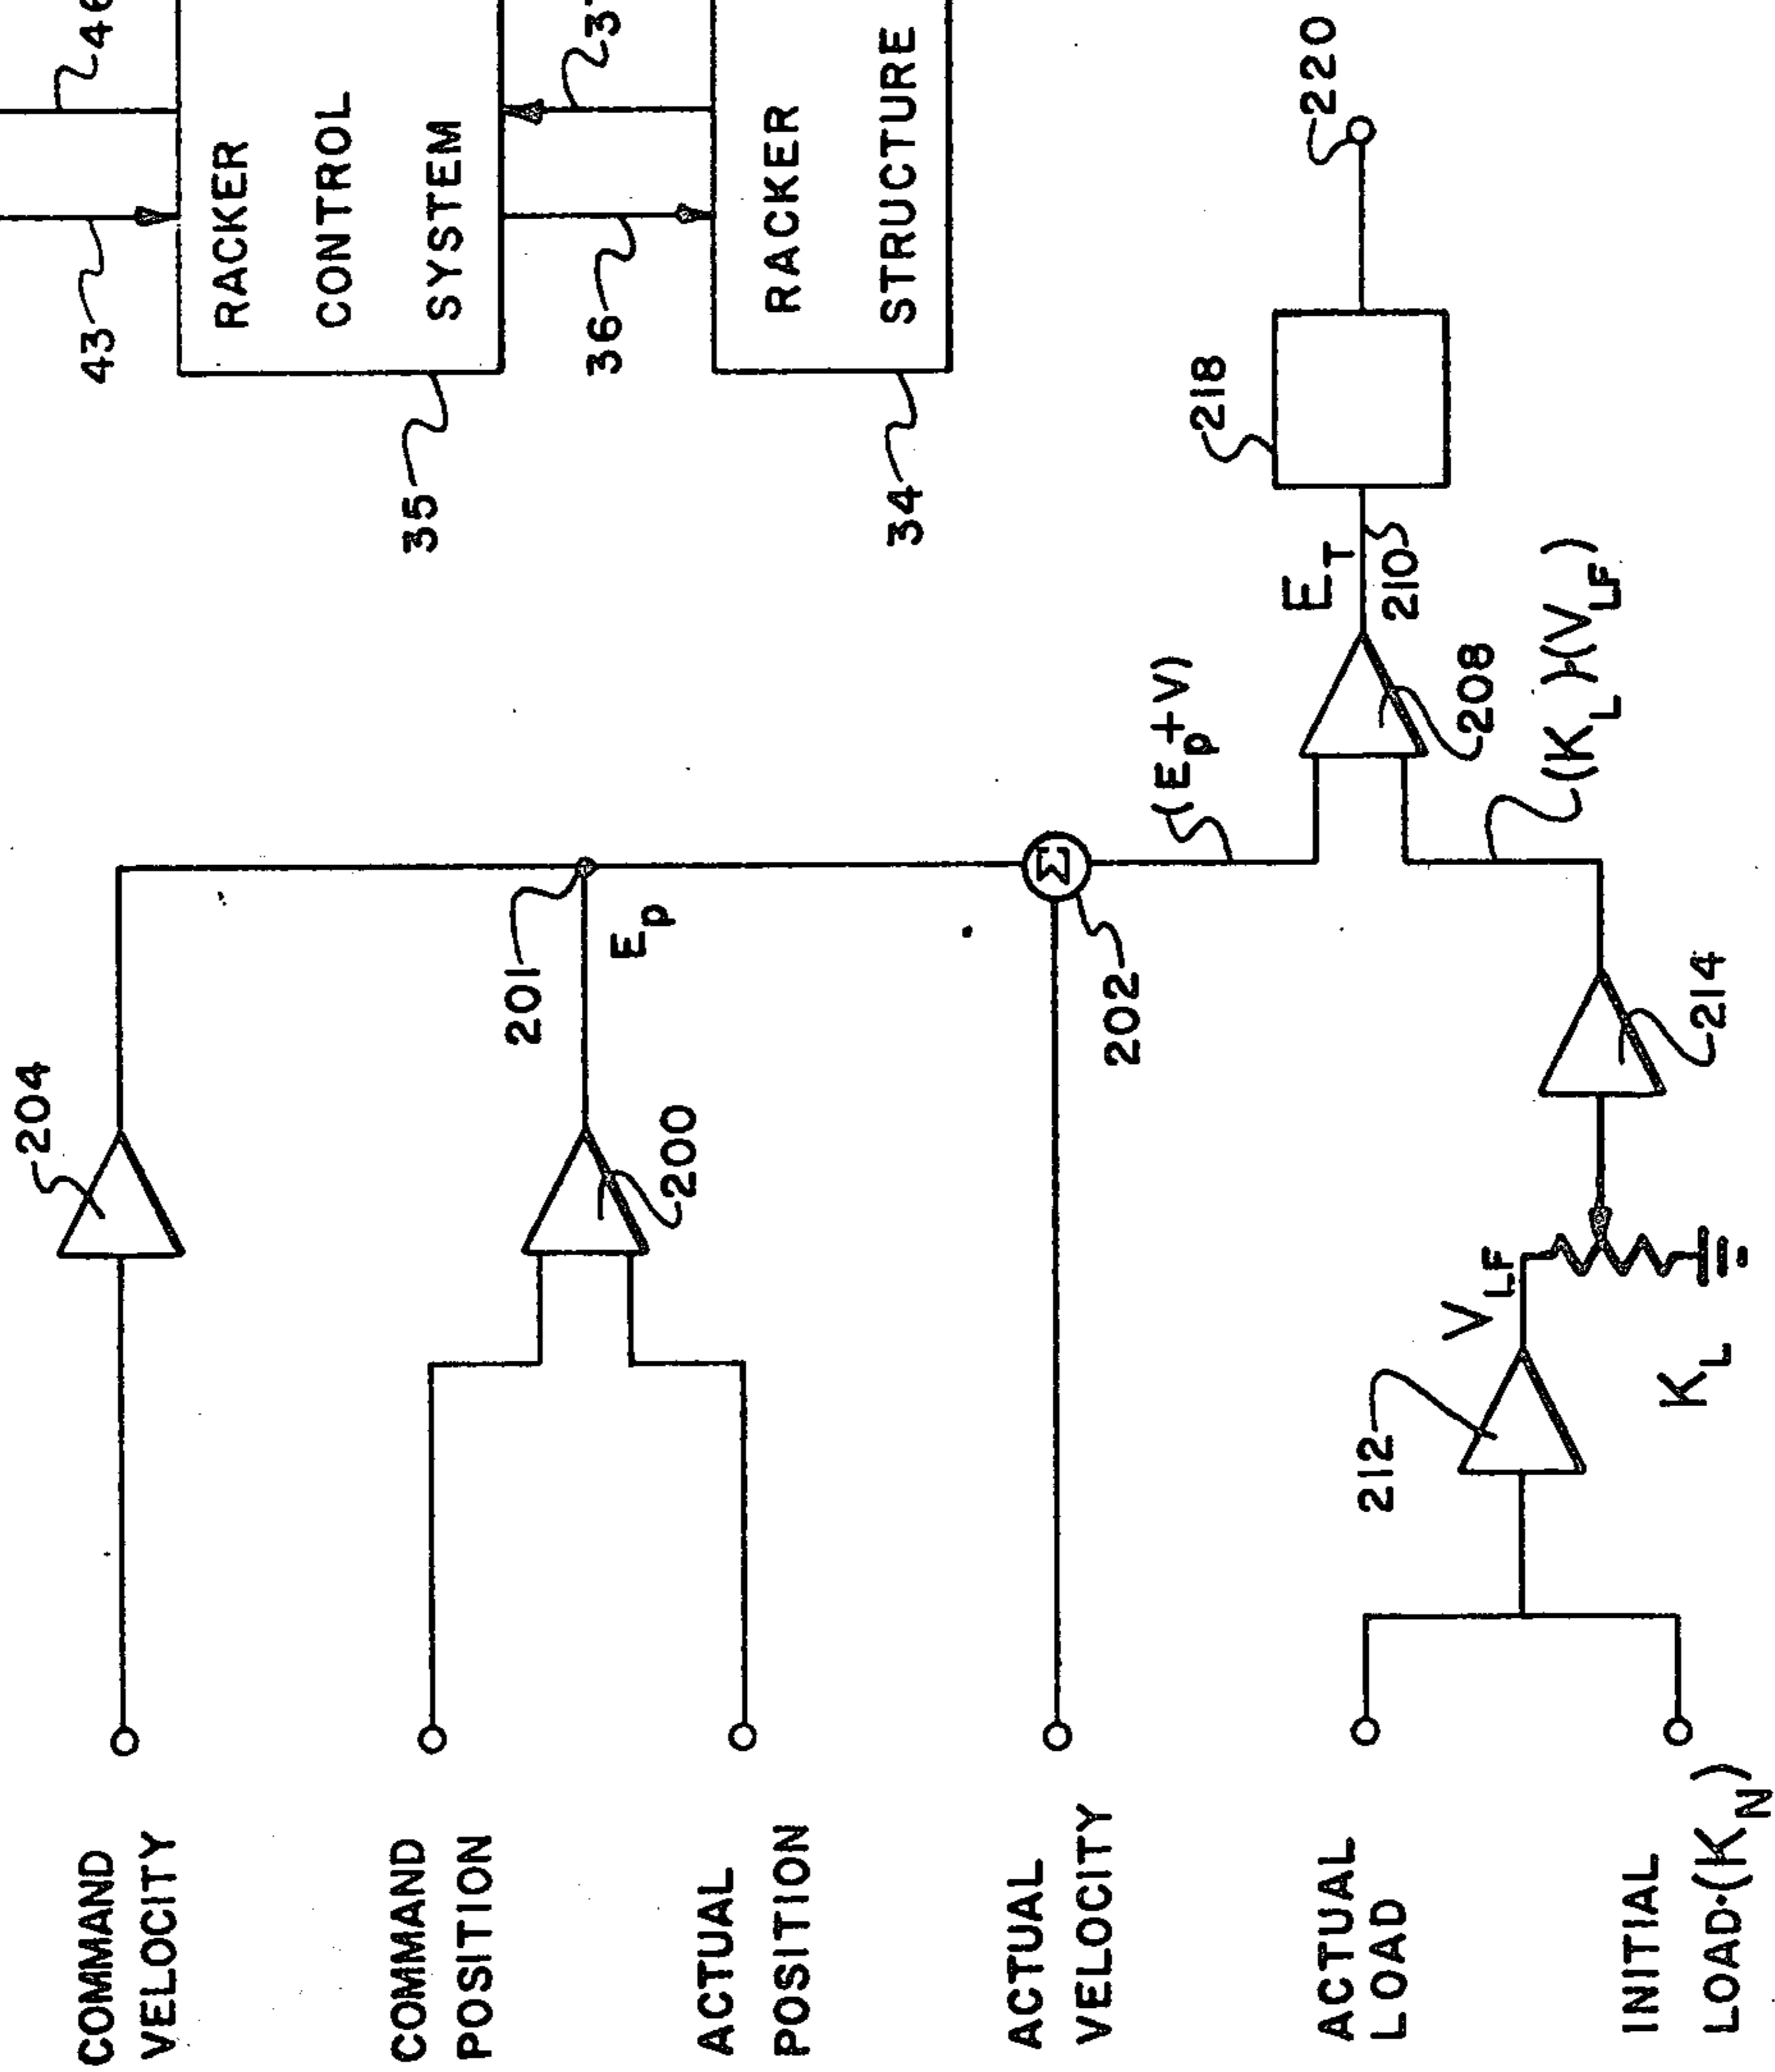 COMMAND
VELOCITY
204
COMMAND
POSITION
ACTUAL
POSITION
200
201
E_p
ACTUAL
VELOCITY
202
(E_p+V)
ACTUAL
LOAD
INITIAL
LOAD·(K_N)
212
V_LF
K_L
214
(K_L)·(V_LF)
208
E_T
210
218
220
43
RACKER
CONTROL
SYSTEM
35
36
RACKER
STRUCTURE
34